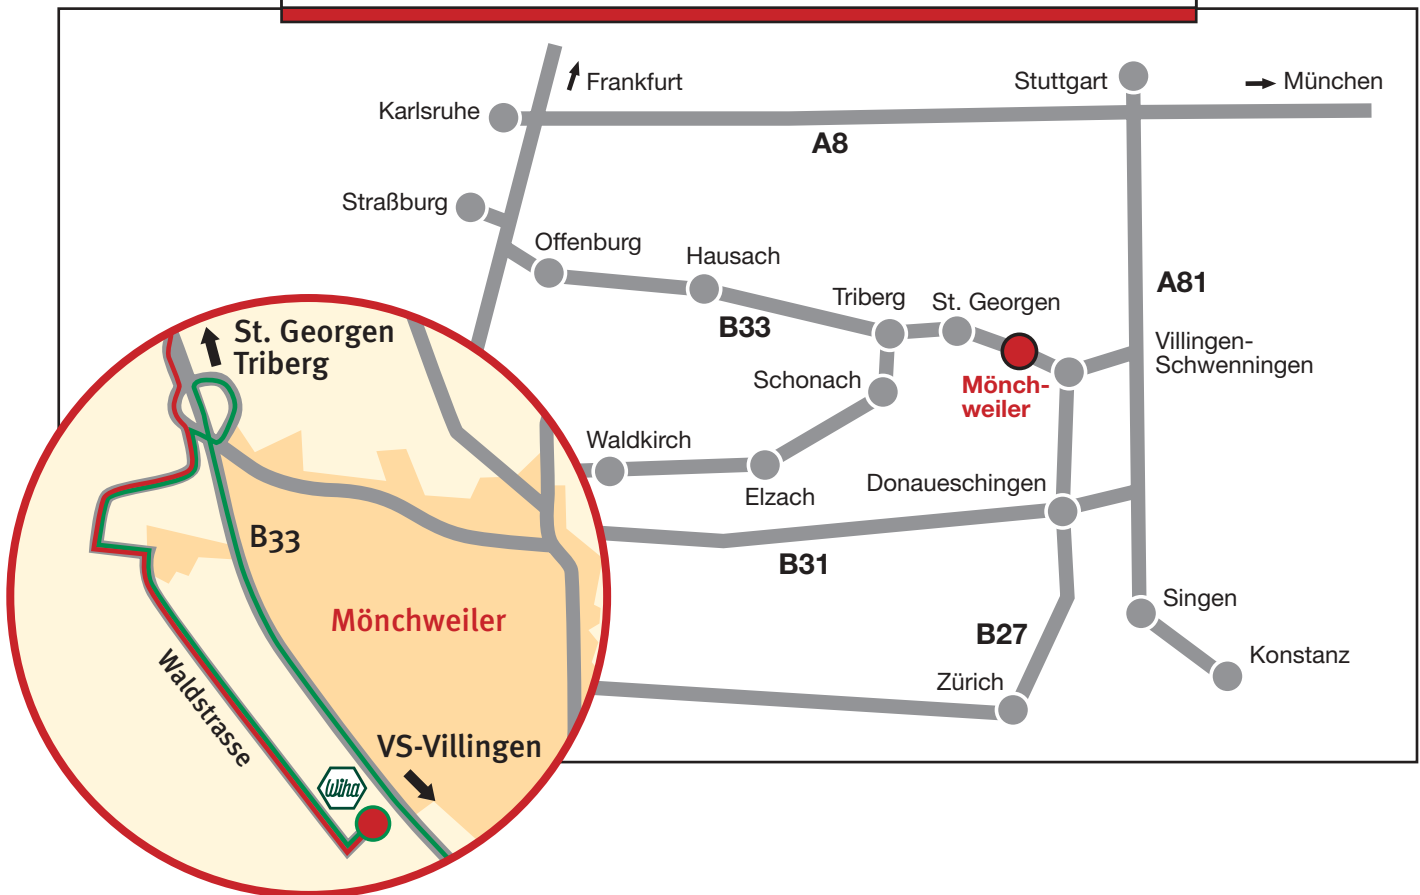 Frankfurt
Stuttgart
München
Karlsruhe
A8
Straßburg
Offenburg
Hausach
A81
Triberg
St. Georgen
B33
Villingen-
Schwenningen
Schonach
Mönch-
weiler
Waldkirch
Elzach
Donaueschingen
B31
Singen
B27
Konstanz
Zürich
St. Georgen
Triberg
B33
Mönchweiler
Waldstrasse
VS-Villingen
Wiha